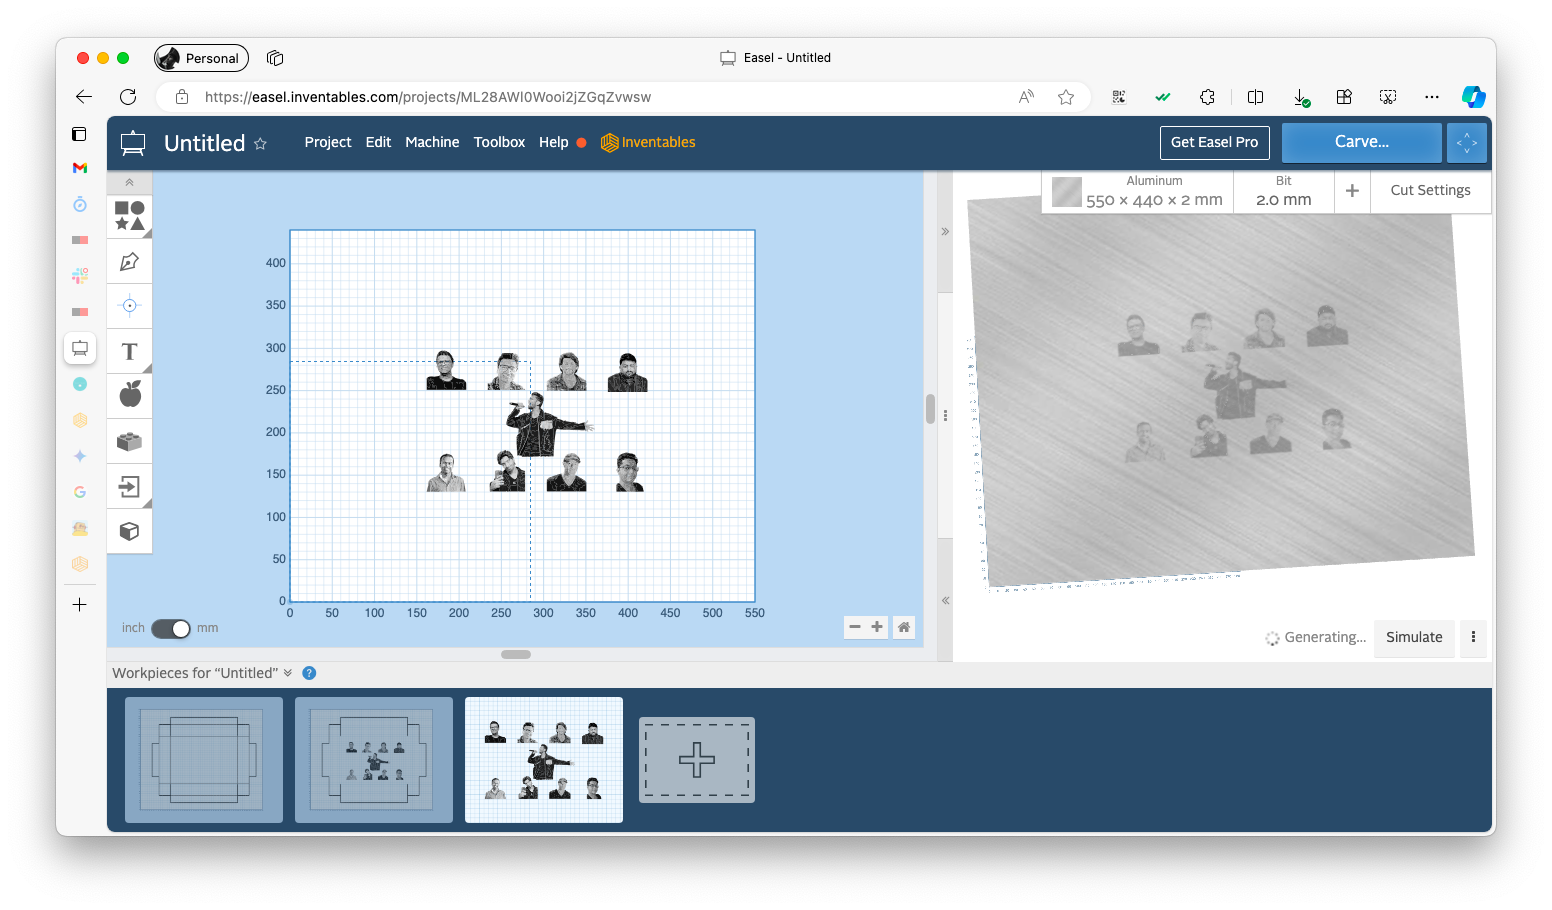 Personal
Easel - Untitled
https://easel.inventables.com/projects/ML28AWI0Wooi2jZGqZvwsw
Untitled
Project Edit Machine Toolbox Help Inventables
Get Easel Pro
Carve...
Aluminum
550 × 440 × 2 mm
Bit
2.0 mm
Cut Settings
T
400
350
300
250
200
150
100
50
0
0 50 100 150 200 250 300 350 400 450 500 550
inch mm
Generating...
Simulate
Workpieces for “Untitled”
?